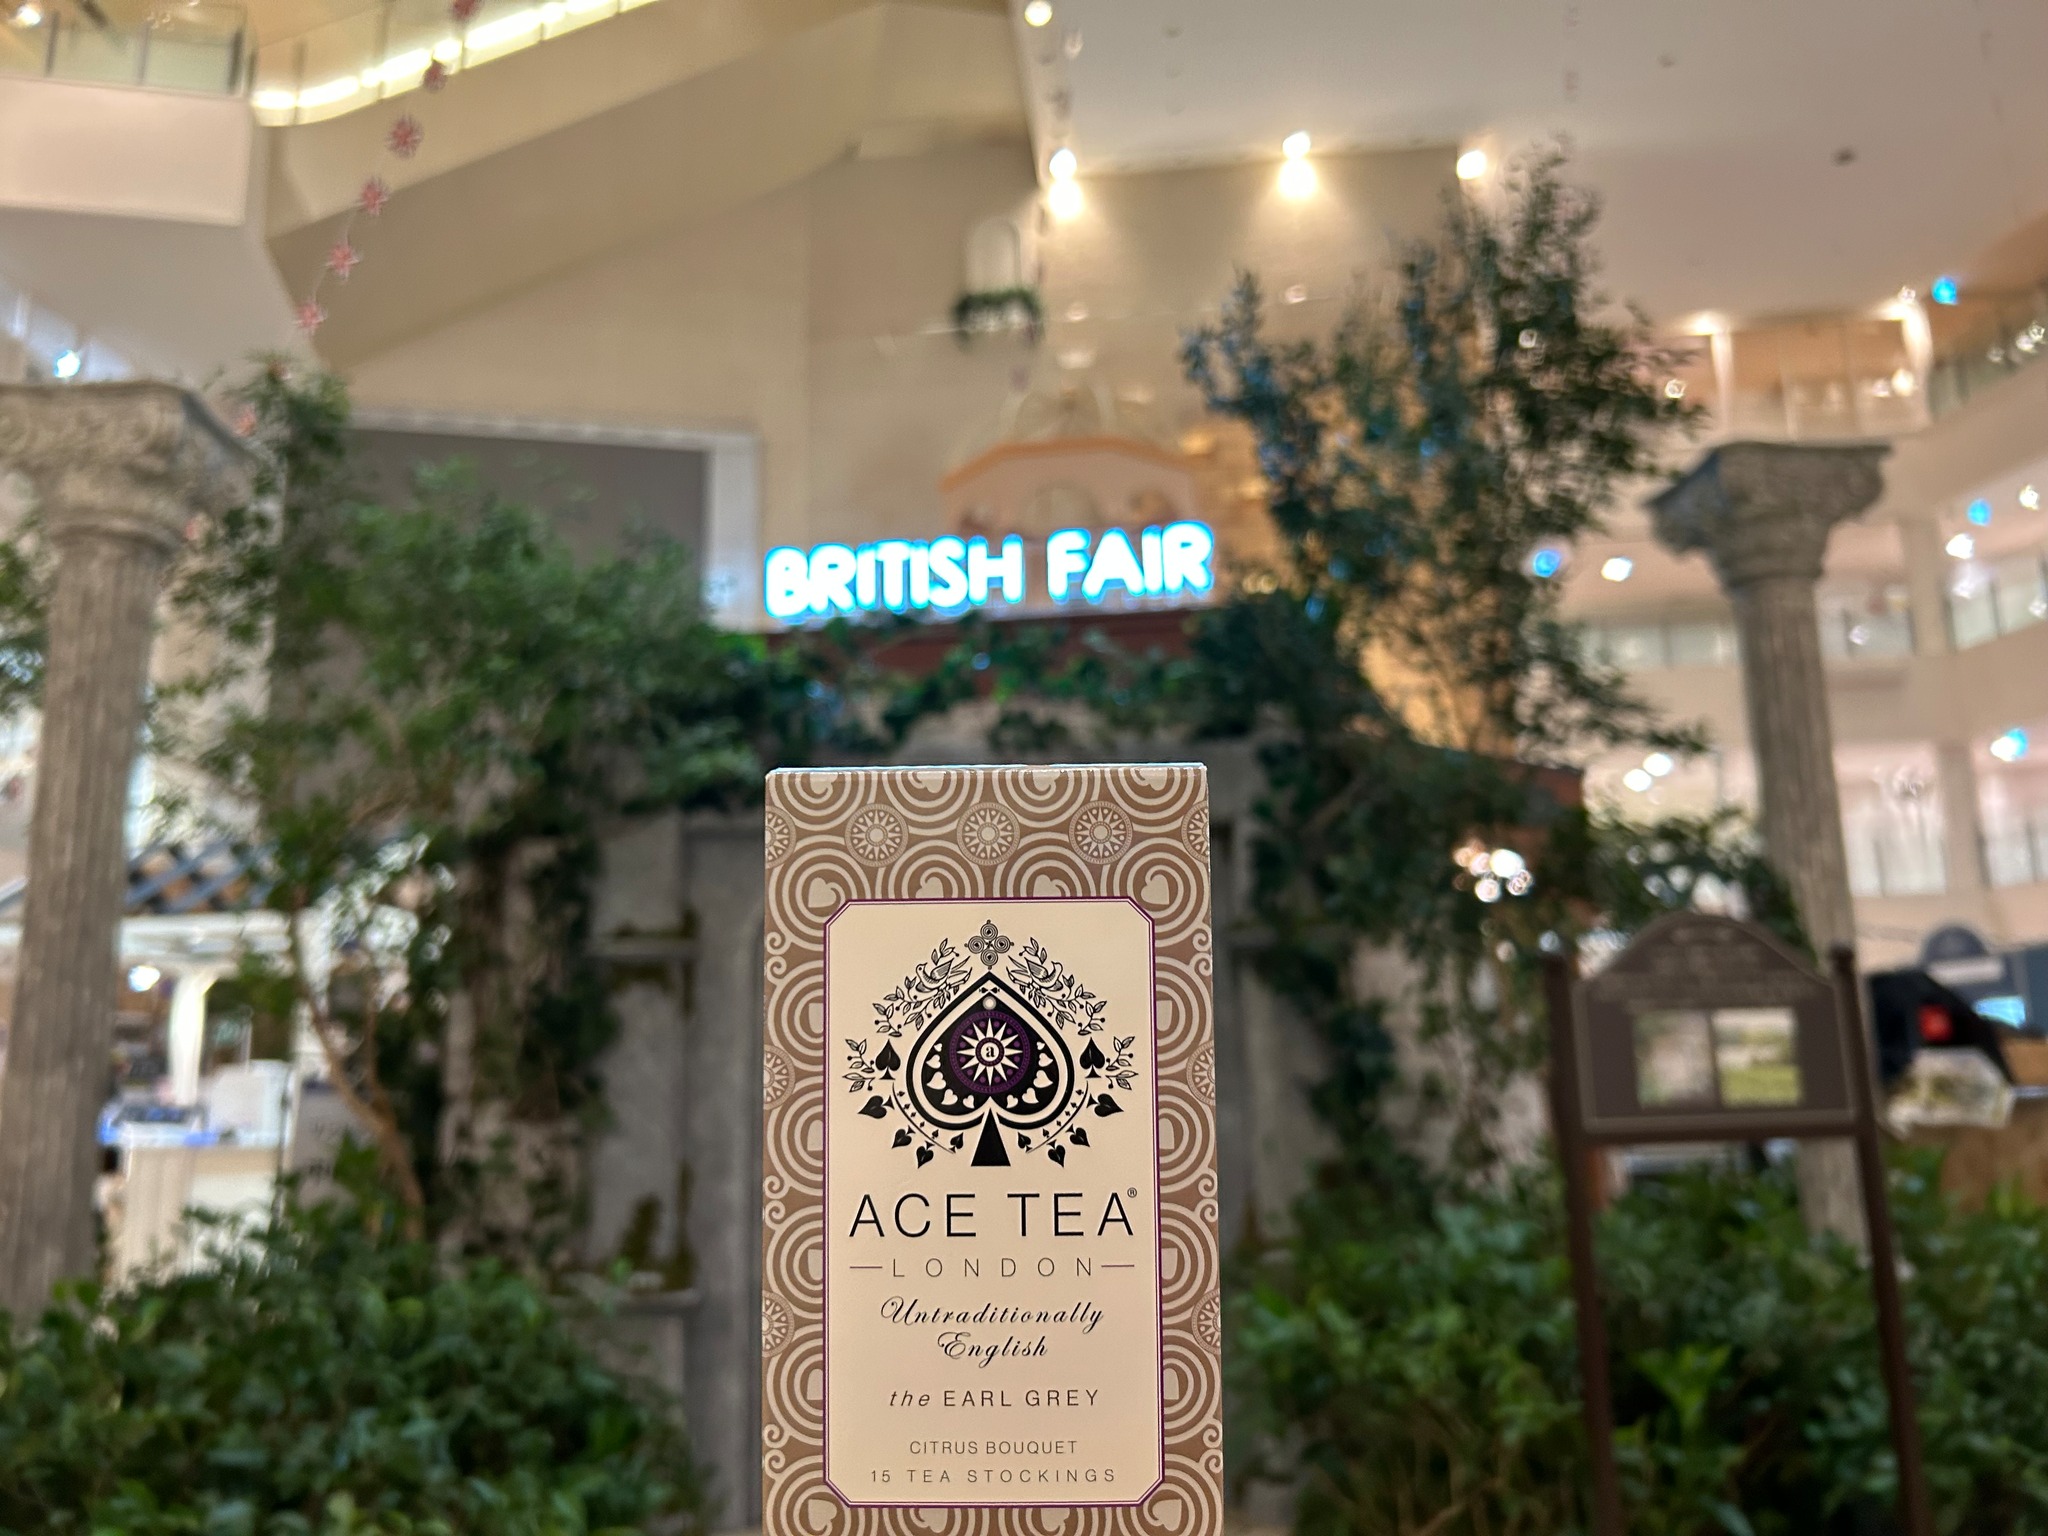 BRITISH FAIR
a
ACE TEA®
LONDON
Untraditionally
English
the EARL GREY
CITRUS BOUQUET
15 TEA STOCKINGS